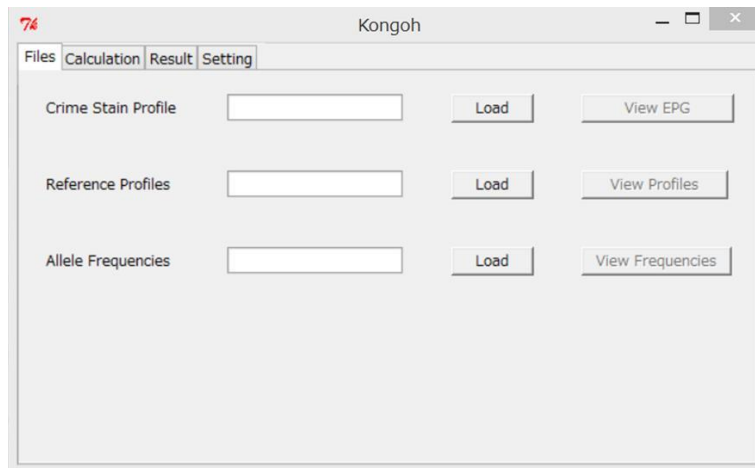 Kongoh
Files Calculation Result Setting
Crime Stain Profile Load View EPG
Reference Profiles Load View Profiles
Allele Frequencies Load View Frequencies